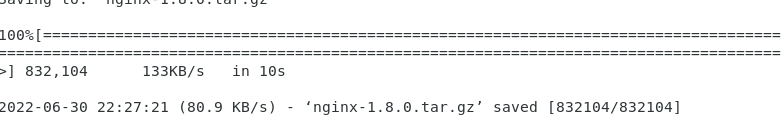 Saving to: ‘nginx-1.8.0.tar.gz’
100%[===================================================================================
========================================================================================
>] 832,104      133KB/s   in 10s
2022-06-30 22:27:21 (80.9 KB/s) - ‘nginx-1.8.0.tar.gz’ saved [832104/832104]